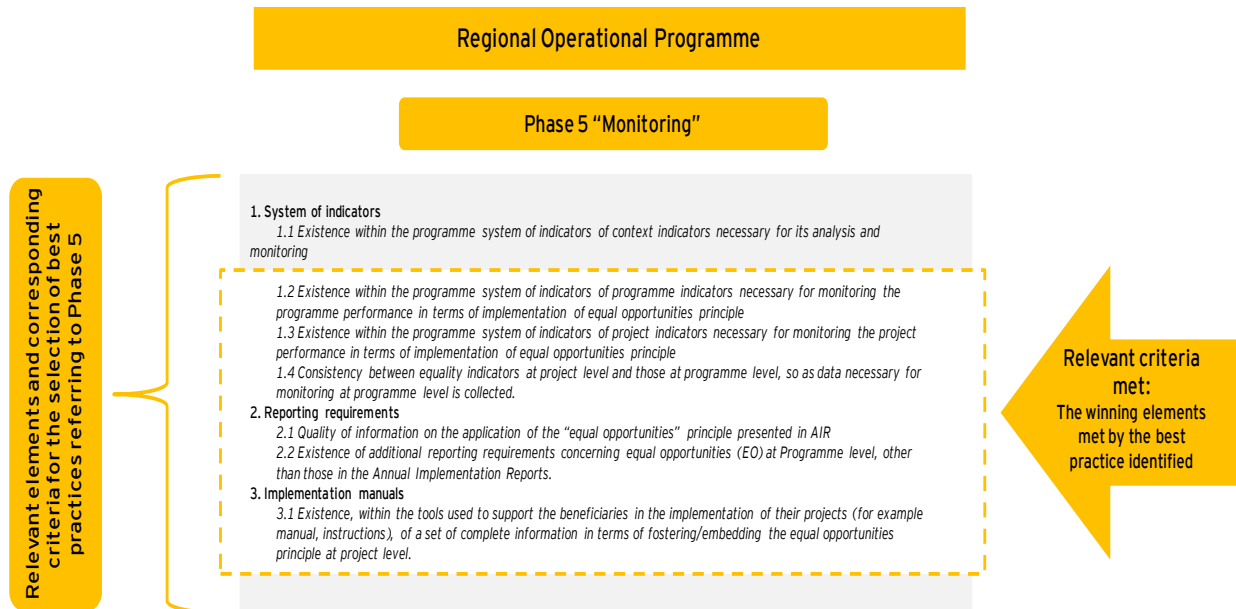 Regional Operational Programme
Phase 5 “Monitoring”
Relevant elements and corresponding
criteria for the selection of best
practices referring to Phase 5
1. System of indicators
1.1 Existence within the programme system of indicators of context indicators necessary for its analysis and
monitoring
1.2 Existence within the programme system of indicators of programme indicators necessary for monitoring the
programme performance in terms of implementation of equal opportunities principle
1.3 Existence within the programme system of indicators of project indicators necessary for monitoring the project
performance in terms of implementation of equal opportunities principle
1.4 Consistency between equality indicators at project level and those at programme level, so as data necessary for
monitoring at programme level is collected.
2. Reporting requirements
2.1 Quality of information on the application of the “equal opportunities” principle presented in AIR
2.2 Existence of additional reporting requirements concerning equal opportunities (EO) at Programme level, other
than those in the Annual Implementation Reports.
3. Implementation manuals
3.1 Existence, within the tools used to support the beneficiaries in the implementation of their projects (for example
manual, instructions), of a set of complete information in terms of fostering/embedding the equal opportunities
principle at project level.
Relevant criteria
met:
The winning elements
met by the best
practice identified